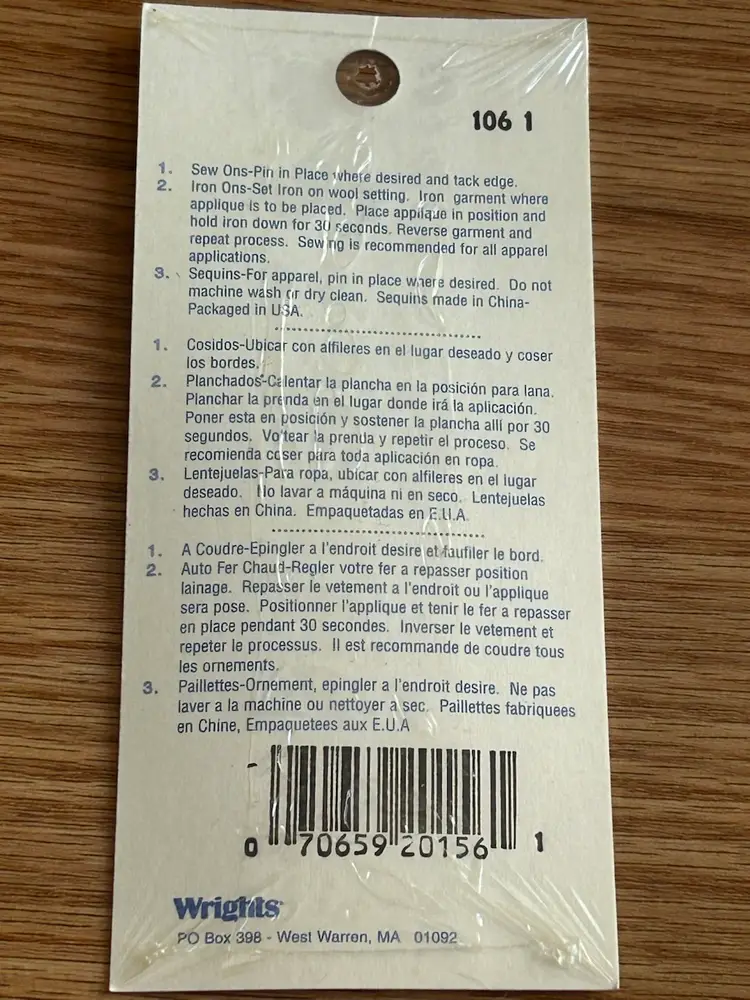 106 1
1. Sew Ons-Pin in Place where desired and tack edge.
2. Iron Ons-Set Iron on wool setting. Iron garment where
applique is to be placed. Place applique in position and
hold iron down for 30 seconds. Reverse garment and
repeat process. Sewing is recommended for all apparel
applications.
3. Sequins-For apparel, pin in place where desired. Do not
machine wash or dry clean. Sequins made in China-
Packaged in USA.
1. Cosidos-Ubicar con alfileres en el lugar deseado y coser
los bordes.
2. Planchados-Calentar la plancha en la posición para lana.
Planchar la prenda en el lugar donde irá la aplicación.
Poner esta en posición y sostener la plancha allí por 30
segundos. Voltear la prenda y repetir el proceso. Se
recomienda coser para toda aplicación en ropa.
3. Lentejuelas-Para ropa, ubicar con alfileres en el lugar
deseado. No lavar a máquina ni en seco. Lentejuelas
hechas en China. Empaquetadas en E.U.A.
1. A Coudre-Epingler a l'endroit desire et faufiler le bord.
2. Auto Fer Chaud-Regler votre fer a repasser position
lainage. Repasser le vetement a l'endroit ou l'applique
sera pose. Positionner l'applique et tenir le fer a repasser
en place pendant 30 secondes. Inverser le vetement et
repeter le processus. Il est recommande de coudre tous
les ornements.
3. Paillettes-Ornement, epingler a l'endroit desire. Ne pas
laver a la machine ou nettoyer a sec. Paillettes fabriquees
en Chine, Empaquetees aux E.U.A
0 70659 20156 1
Wrights
PO Box 398 - West Warren, MA 01092